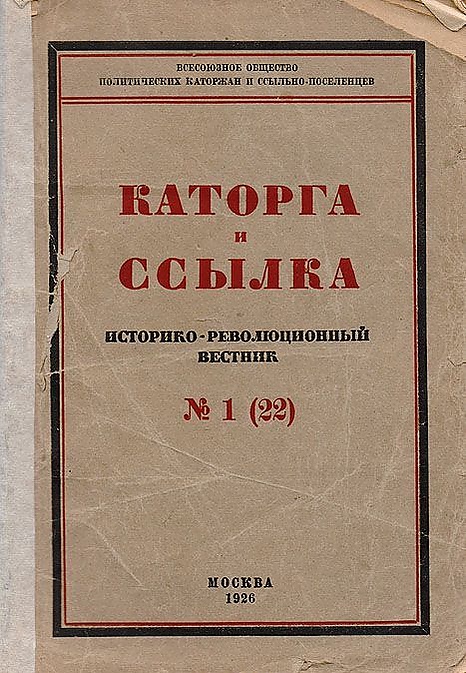 ВСЕСОЮЗНОЕ ОБЩЕСТВО
ПОЛИТИЧЕСКИХ КАТОРЖАН И ССЫЛЬНО-ПОСЕЛЕНЦЕВ
КАТОРГА
и
ССЫЛКА
ИСТОРИКО-РЕВОЛЮЦИОННЫЙ
ВЕСТНИК
№ 1 (22)
МОСКВА
1926